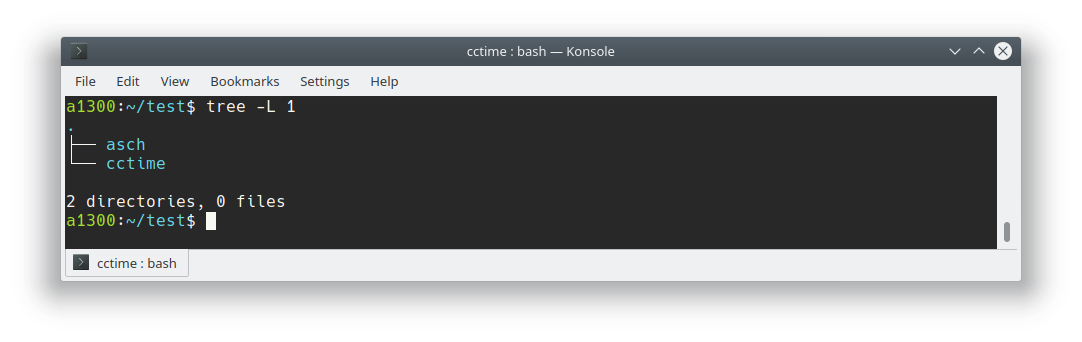 cctime : bash — Konsole
File Edit View Bookmarks Settings Help
a1300:~/test$ tree -L 1
.
├── asch
└── cctime
2 directories, 0 files
a1300:~/test$
cctime : bash